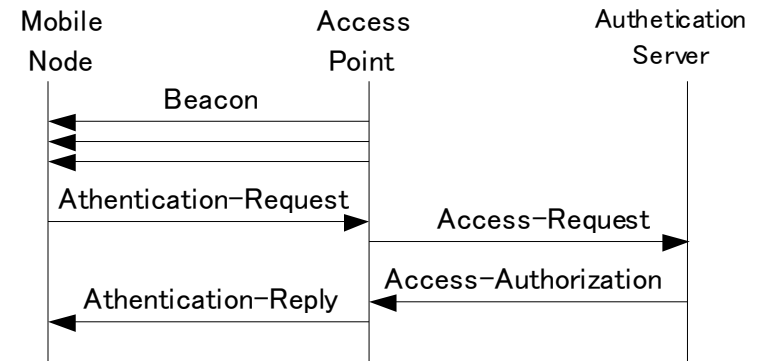 Mobile
Node
Access
Point
Authetication
Server
Beacon
Athentication-Request
Access-Request
Access-Authorization
Athentication-Reply